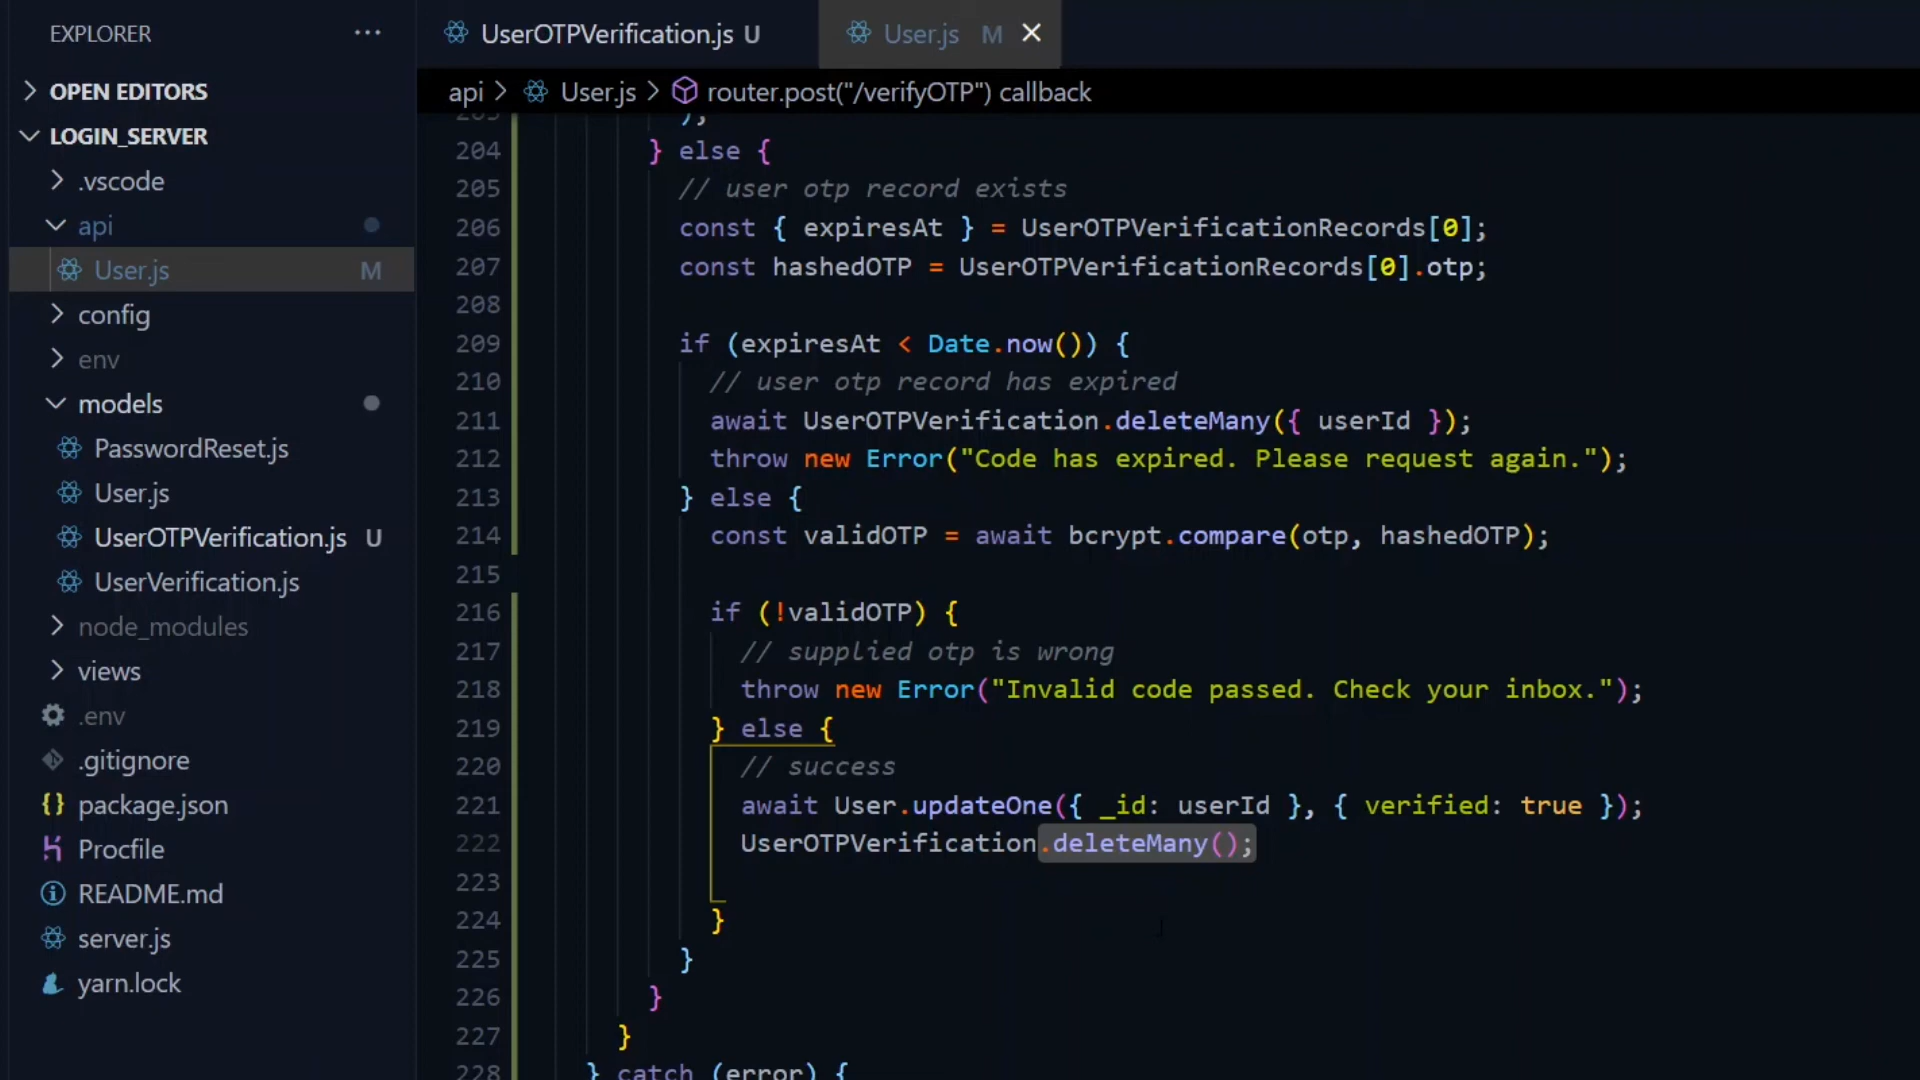 EXPLORER ...
OPEN EDITORS
LOGIN_SERVER
.vscode
api
User.js M
config
env
models
PasswordReset.js
User.js
UserOTPVerification.js U
UserVerification.js
node_modules
views
.env
.gitignore
package.json
Procfile
README.md
server.js
yarn.lock
UserOTPVerification.js U
User.js M
api > User.js > router.post("/verifyOTP") callback
203 );
204 } else {
205 // user otp record exists
206 const { expiresAt } = UserOTPVerificationRecords[0];
207 const hashedOTP = UserOTPVerificationRecords[0].otp;
208
209 if (expiresAt < Date.now()) {
210 // user otp record has expired
211 await UserOTPVerification.deleteMany({ userId });
212 throw new Error("Code has expired. Please request again.");
213 } else {
214 const validOTP = await bcrypt.compare(otp, hashedOTP);
215
216 if (!validOTP) {
217 // supplied otp is wrong
218 throw new Error("Invalid code passed. Check your inbox.");
219 } else {
220 // success
221 await User.updateOne({ _id: userId }, { verified: true });
222 UserOTPVerification.deleteMany();
223
224 }
225 }
226 }
227 }
228 } catch (error) {